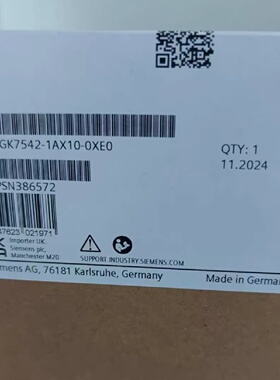 GK7542-1AX10-0XE0
QTY: 1
11.2024
PSN386572
47623 021971
Importer UK:
Siemens plc,
Manchester M20
SUPPORT.INDUSTRY.SIEMENS.COM
emens AG, 76181 Karlsruhe, Germany
Made in German